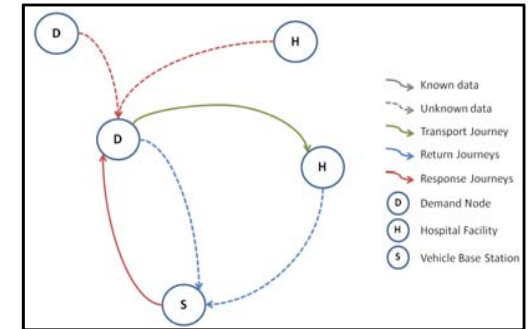 D
H
D
H
S
Known data
Unknown data
Transport Journey
Return Journeys
Response Journeys
D Demand Node
H Hospital Facility
S Vehicle Base Station